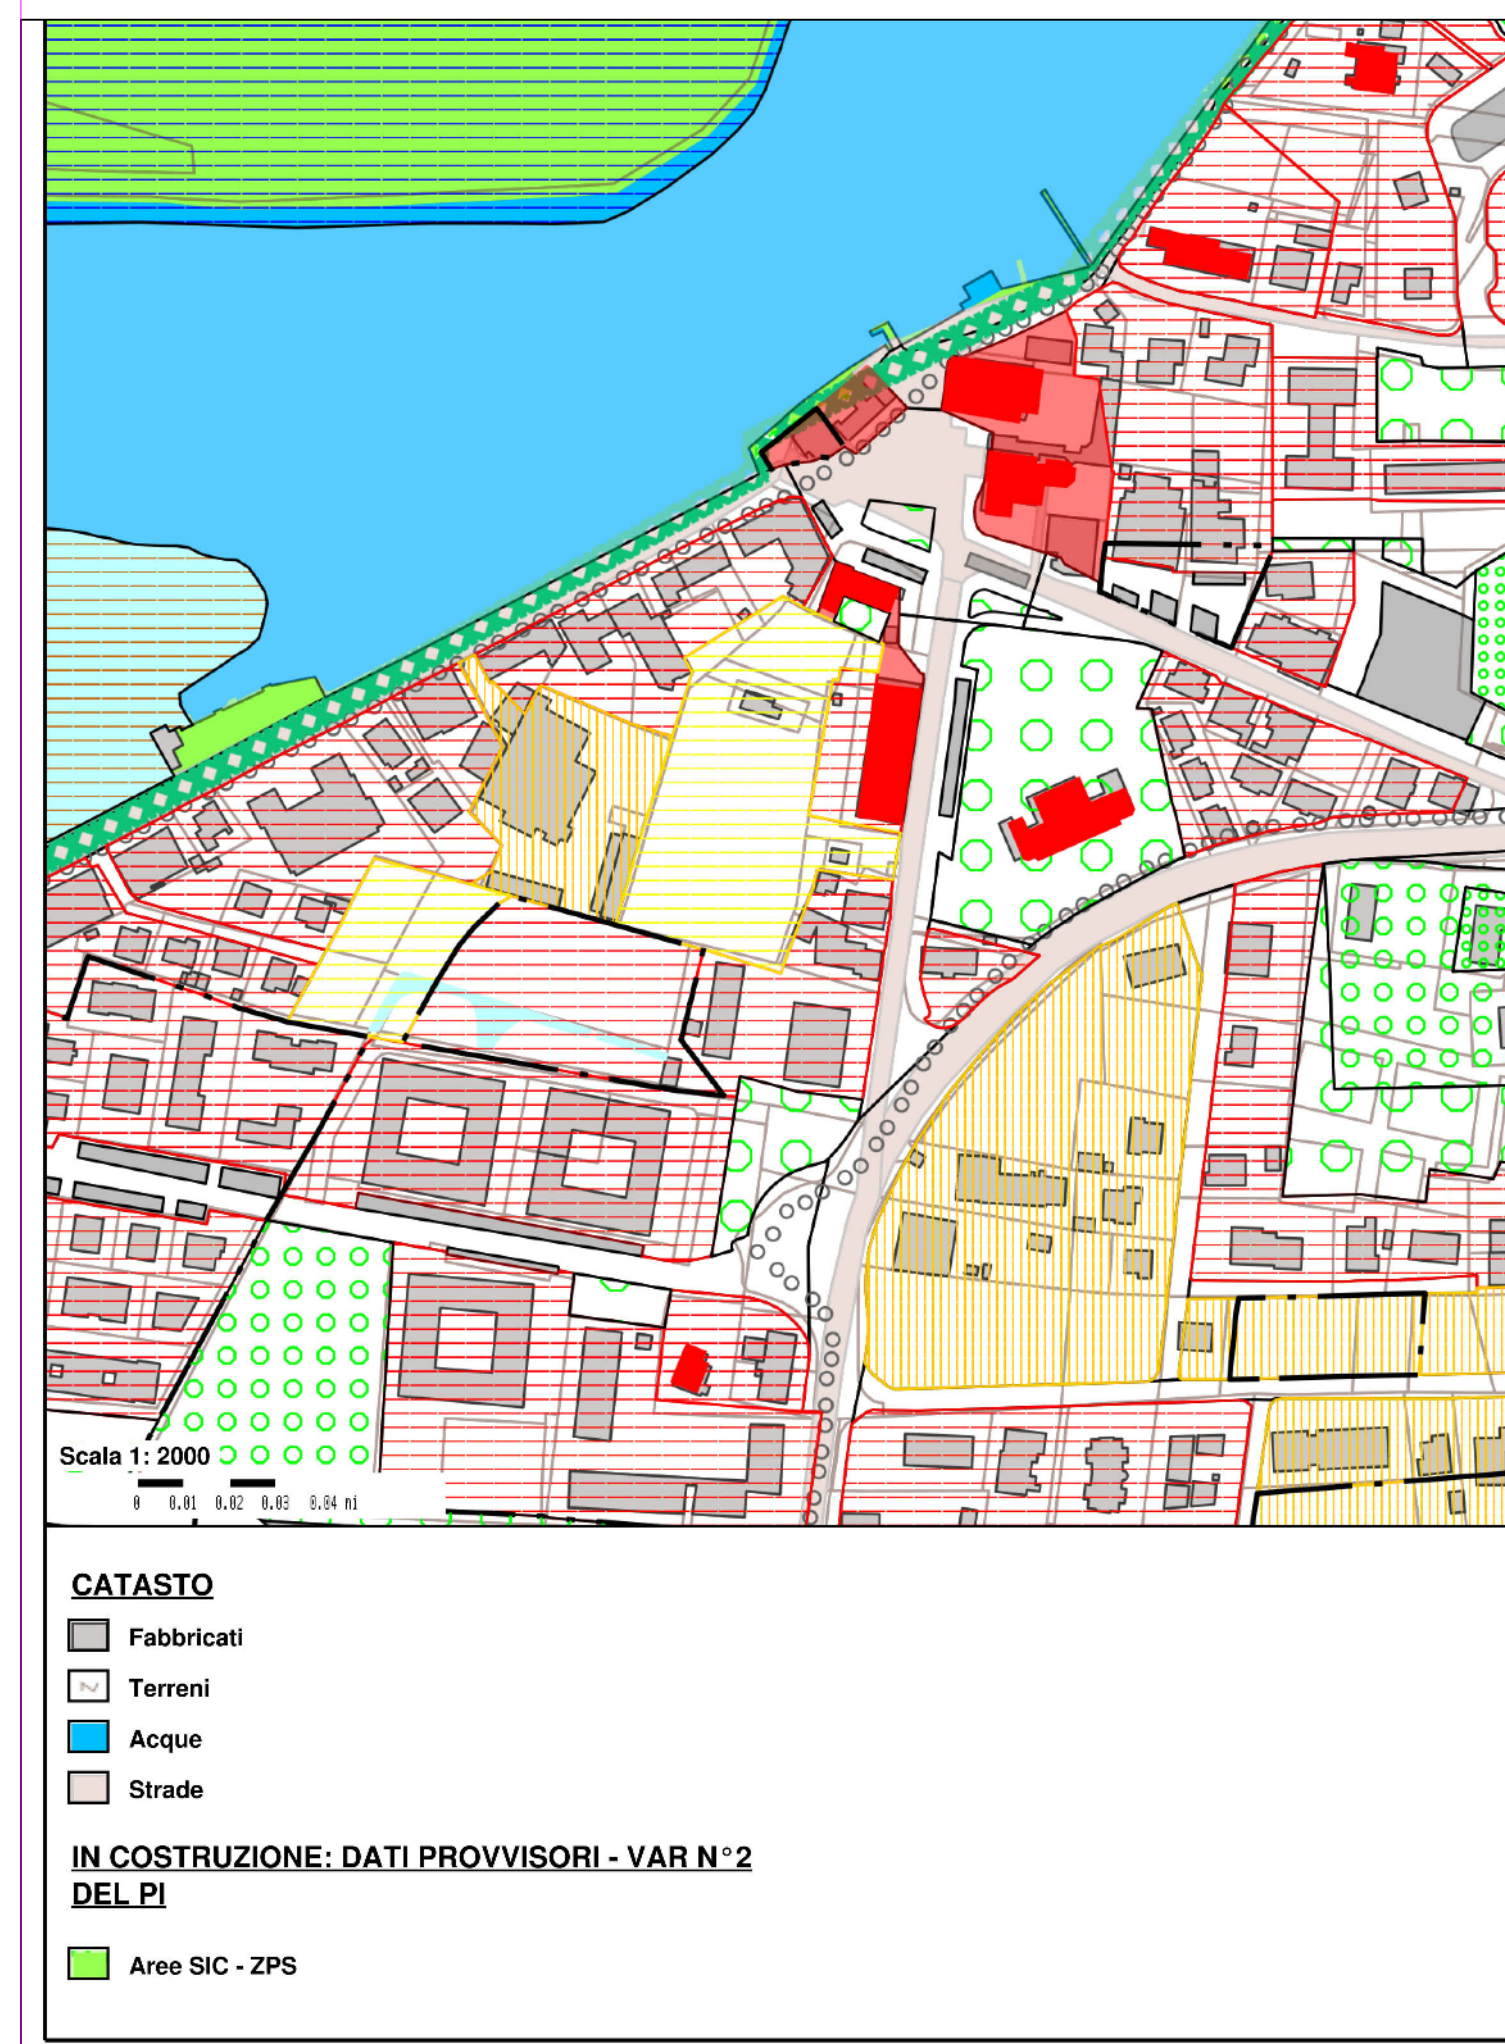 Scala 1: 2000
0 0.01 0.02 0.03 0.04 mi
CATASTO
Fabbricati
Terreni
Acque
Strade
IN COSTRUZIONE: DATI PROVVISORI - VAR N°2
DEL PI
Aree SIC - ZPS